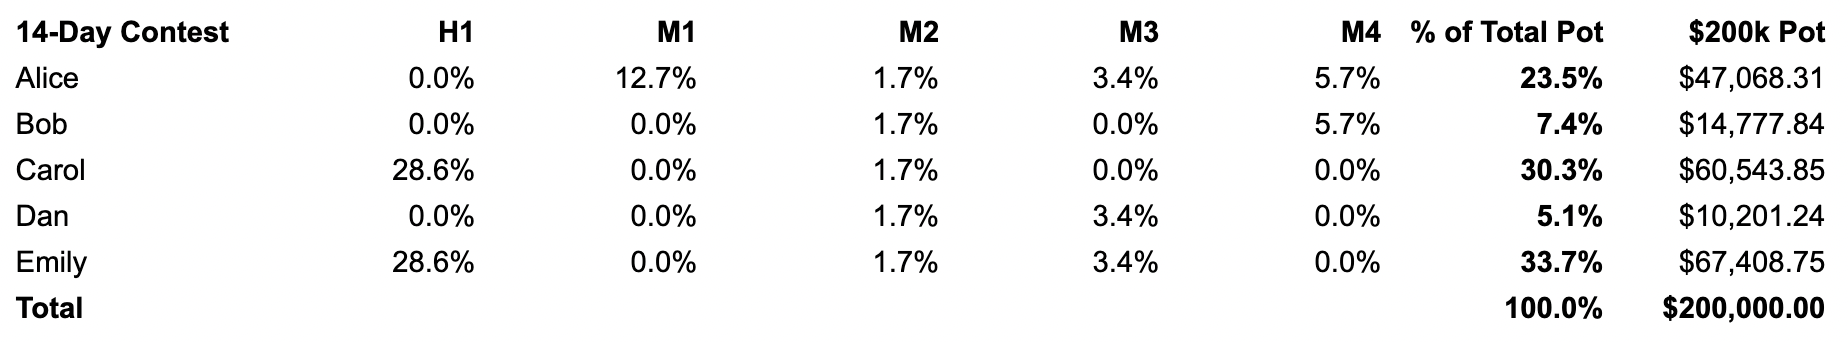 14-Day Contest H1 M1 M2 M3 M4 % of Total Pot $200k Pot
Alice 0.0% 12.7% 1.7% 3.4% 5.7% 23.5% $47,068.31
Bob 0.0% 0.0% 1.7% 0.0% 5.7% 7.4% $14,777.84
Carol 28.6% 0.0% 1.7% 0.0% 0.0% 30.3% $60,543.85
Dan 0.0% 0.0% 1.7% 3.4% 0.0% 5.1% $10,201.24
Emily 28.6% 0.0% 1.7% 3.4% 0.0% 33.7% $67,408.75
Total 100.0% $200,000.00